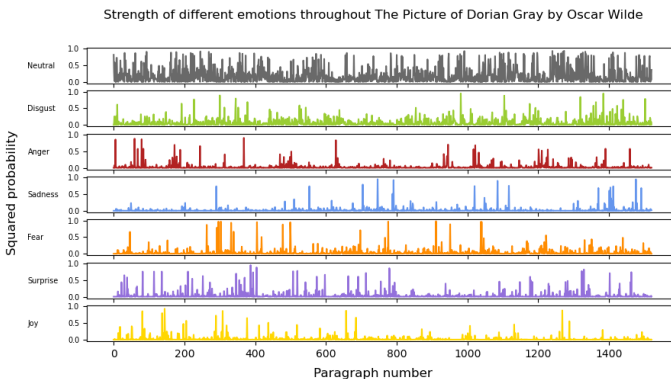 Strength of different emotions throughout The Picture of Dorian Gray by Oscar Wilde
Squared probability
Neutral
1.0
0.5
0.0
Disgust
1.0
0.5
0.0
Anger
1.0
0.5
0.0
Sadness
1.0
0.5
0.0
Fear
1.0
0.5
0.0
Surprise
1.0
0.5
0.0
Joy
1.0
0.5
0.0
0 200 400 600 800 1000 1200 1400
Paragraph number